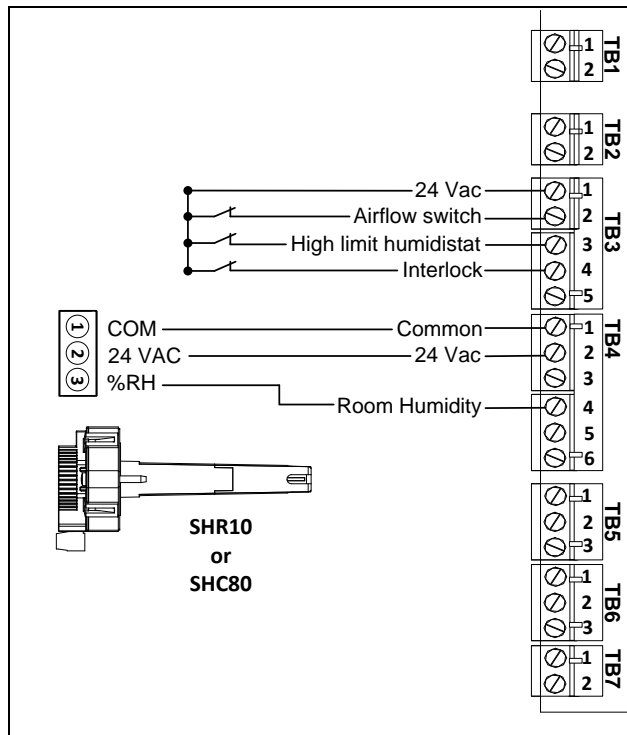 1
2
TB1
1
2
TB2
24 Vac 1
Airflow switch 2
High limit humidistat 3
Interlock 4
5
TB3
1 COM Common 1
2 24 VAC 24 Vac 2
3 %RH 3
Room Humidity 4
5
6
TB4
SHR10
or
SHC80
1
2
3
TB5
1
2
3
TB6
1
2
TB7